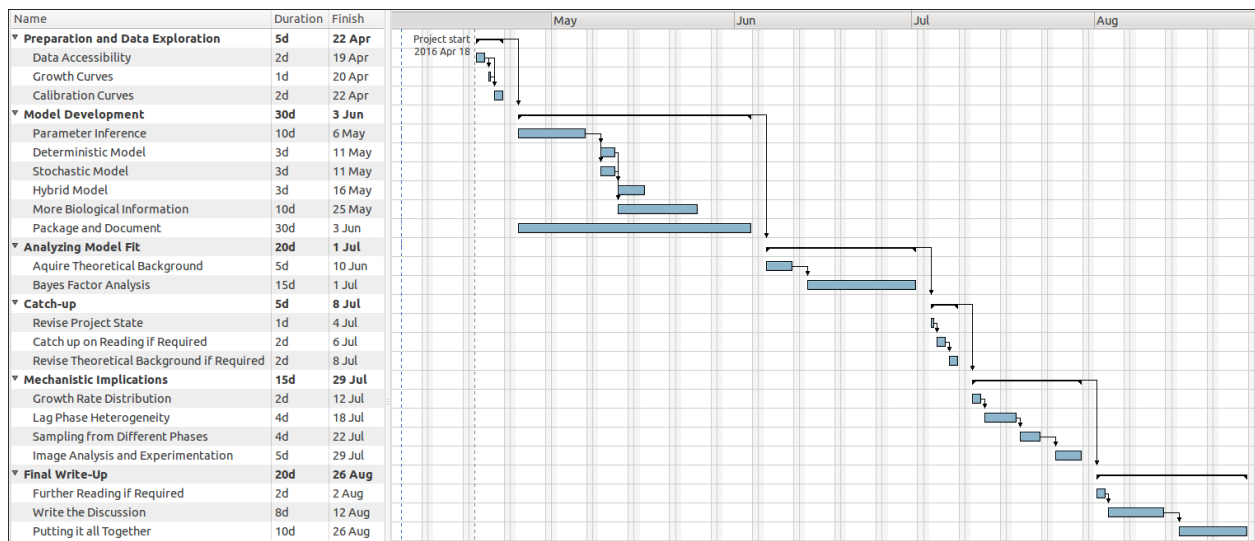 Name Duration Finish May Jun Jul Aug
Preparation and Data Exploration 5d 22 Apr Project start
2016 Apr 18
Data Accessibility 2d 19 Apr
Growth Curves 1d 20 Apr
Calibration Curves 2d 22 Apr
Model Development 30d 3 Jun
Parameter Inference 10d 6 May
Deterministic Model 3d 11 May
Stochastic Model 3d 11 May
Hybrid Model 3d 16 May
More Biological Information 10d 25 May
Package and Document 30d 3 Jun
Analyzing Model Fit 20d 1 Jul
Aquire Theoretical Background 5d 10 Jun
Bayes Factor Analysis 15d 1 Jul
Catch-up 5d 8 Jul
Revise Project State 1d 4 Jul
Catch up on Reading if Required 2d 6 Jul
Revise Theoretical Background if Required 2d 8 Jul
Mechanistic Implications 15d 29 Jul
Growth Rate Distribution 2d 12 Jul
Lag Phase Heterogeneity 4d 18 Jul
Sampling from Different Phases 4d 22 Jul
Image Analysis and Experimentation 5d 29 Jul
Final Write-Up 20d 26 Aug
Further Reading if Required 2d 2 Aug
Write the Discussion 8d 12 Aug
Putting it all Together 10d 26 Aug